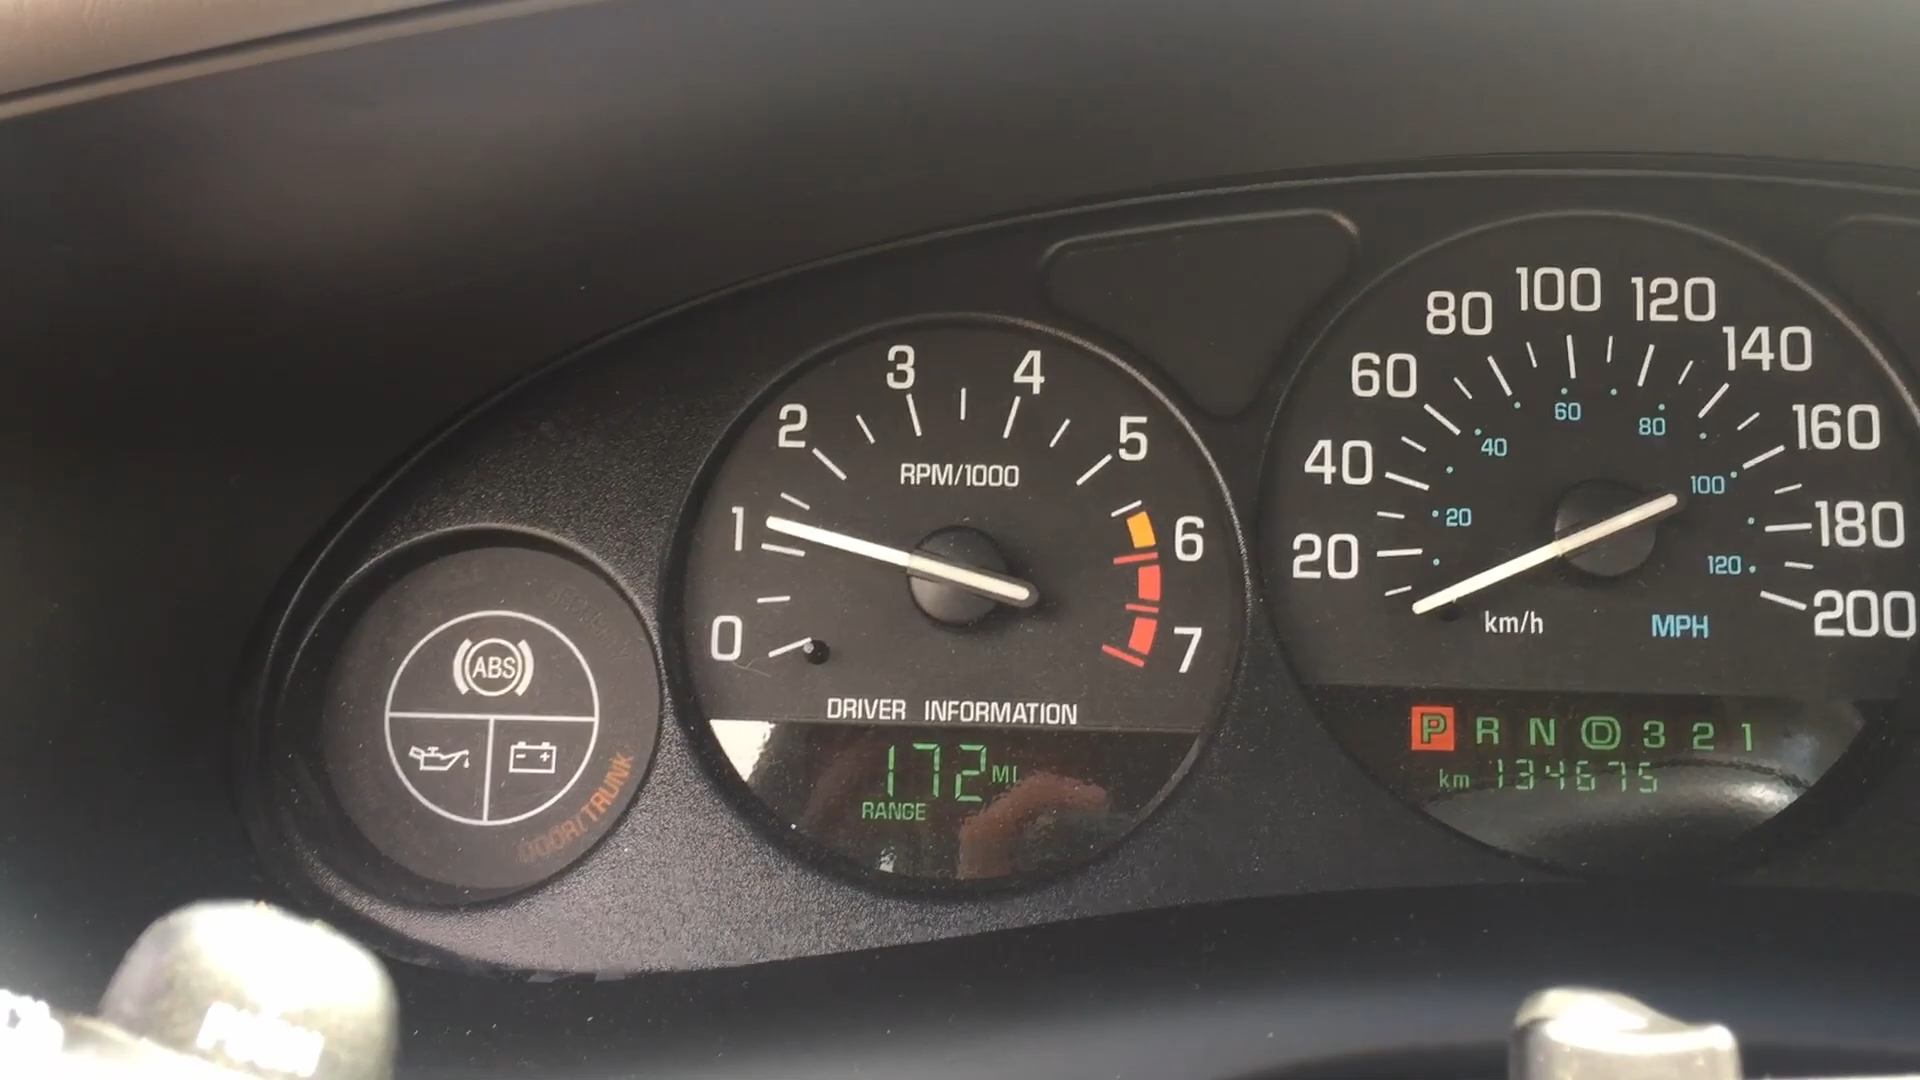 ABS
- +
DOOR/TRUNK
0 1 2 3 4 5 6 7
RPM/1000
DRIVER INFORMATION
172 MI
RANGE
20 40 60 80 100 120 140 160 180 200
20 40 60 80 100 120
km/h MPH
P R N D 3 2 1
km 134675